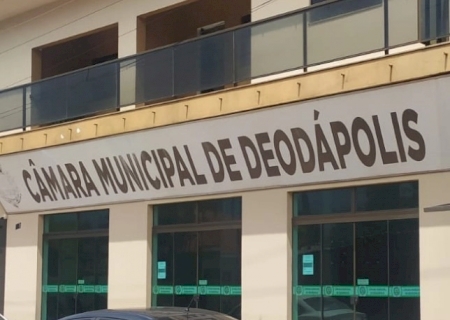 CÂMARA MUNICIPAL DE DEODÁPOLIS